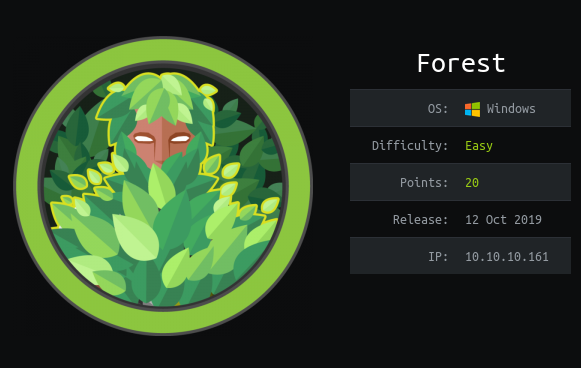 Forest
OS: Windows
Difficulty: Easy
Points: 20
Release: 12 Oct 2019
IP: 10.10.10.161